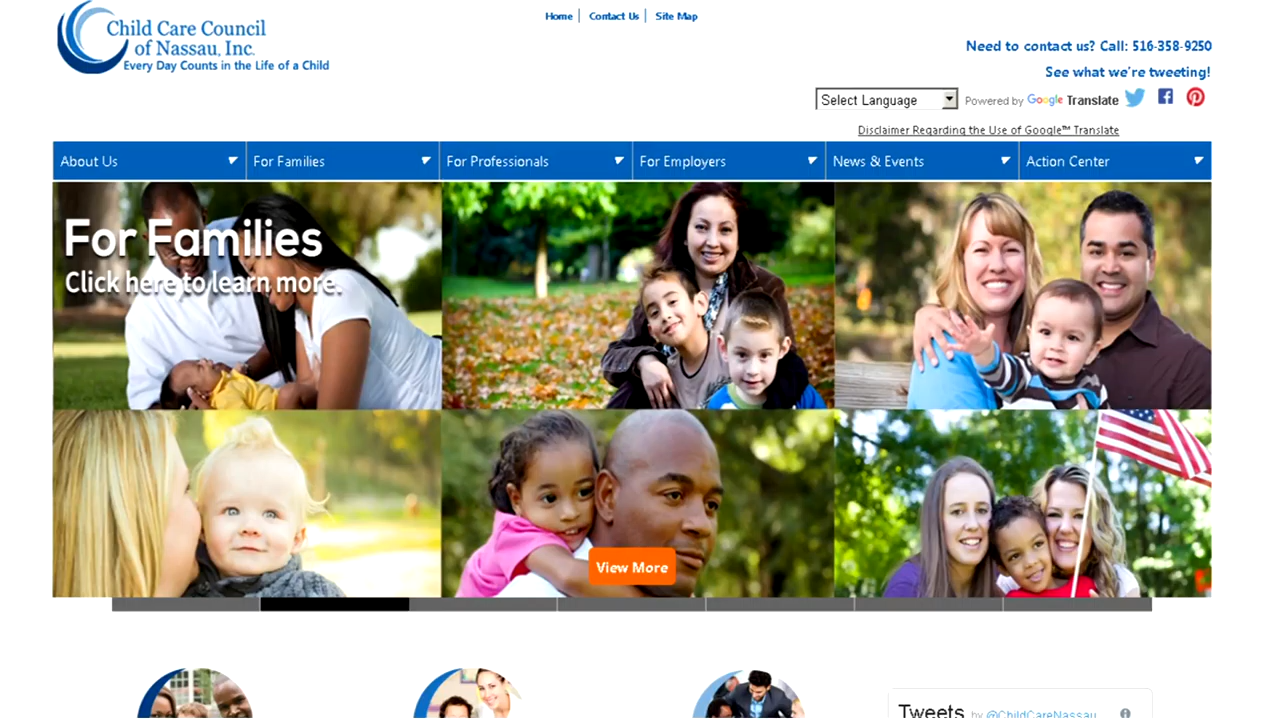 Child Care Council
of Nassau, Inc.
Every Day Counts in the Life of a Child
Home | Contact Us | Site Map
Need to contact us? Call: 516-358-9250
See what we're tweeting!
Select Language
Powered by Google Translate
Disclaimer Regarding the Use of Google™ Translate
About Us
For Families
For Professionals
For Employers
News & Events
Action Center
For Families
Click here to learn more.
View More
Tweets by @ChildCareNassau